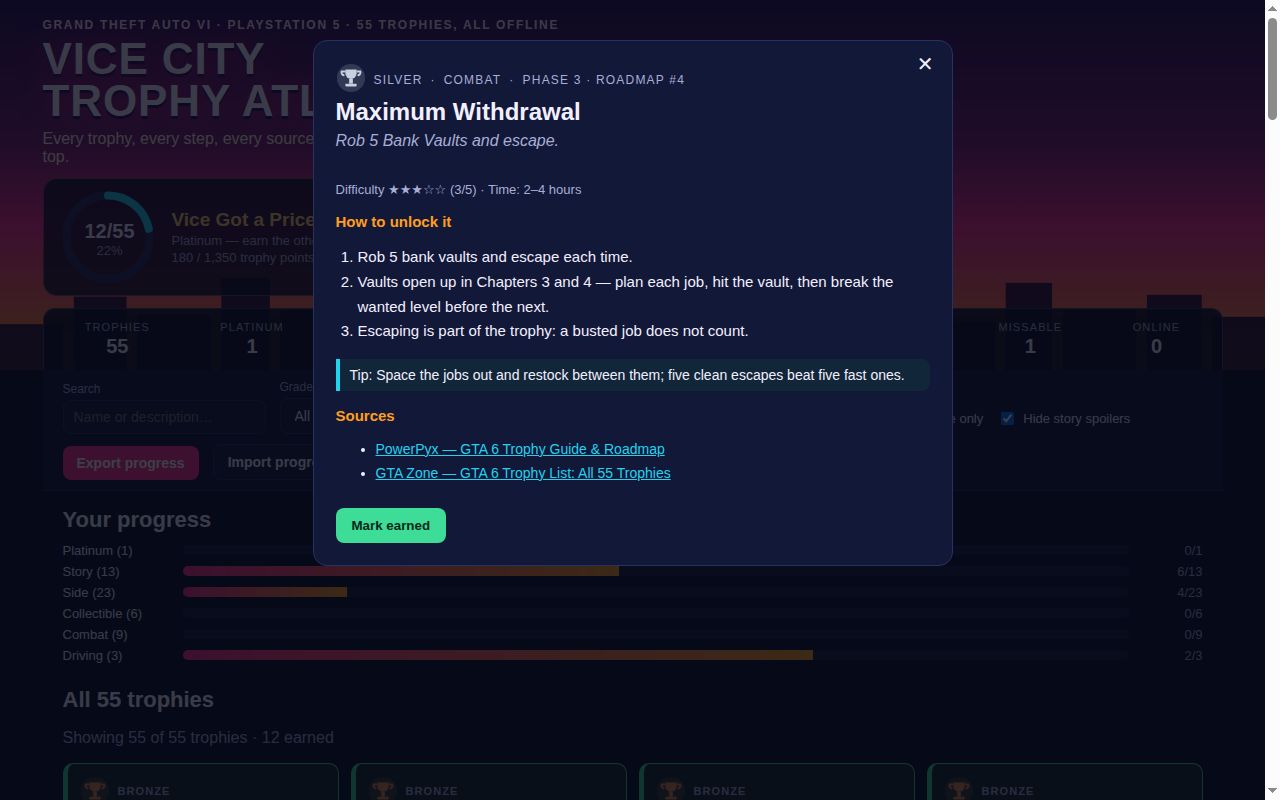 GRAND THEFT AUTO VI · PLAYSTATION 5 · 55 TROPHIES, ALL OFFLINE
VICE CITY
TROPHY ATL
Every trophy, every step, every source
top.
12/55
22%
Vice Got a Price
Platinum — earn the oth
180 / 1,350 trophy points
TROPHIES
55
PLATINUM
1
MISSABLE
1
ONLINE
0
Search
Name or description...
Grade
All
e only
Hide story spoilers
Export progress
Import progre
SILVER · COMBAT · PHASE 3 · ROADMAP #4
✕
Maximum Withdrawal
Rob 5 Bank Vaults and escape.
Difficulty ★★★☆☆ (3/5) · Time: 2–4 hours
How to unlock it
1. Rob 5 bank vaults and escape each time.
2. Vaults open up in Chapters 3 and 4 — plan each job, hit the vault, then break the
wanted level before the next.
3. Escaping is part of the trophy: a busted job does not count.
Tip: Space the jobs out and restock between them; five clean escapes beat five fast ones.
Sources
• PowerPyx — GTA 6 Trophy Guide & Roadmap
• GTA Zone — GTA 6 Trophy List: All 55 Trophies
Mark earned
Your progress
Platinum (1) 0/1
Story (13) 6/13
Side (23) 4/23
Collectible (6) 0/6
Combat (9) 0/9
Driving (3) 2/3
All 55 trophies
Showing 55 of 55 trophies · 12 earned
BRONZE
BRONZE
BRONZE
BRONZE